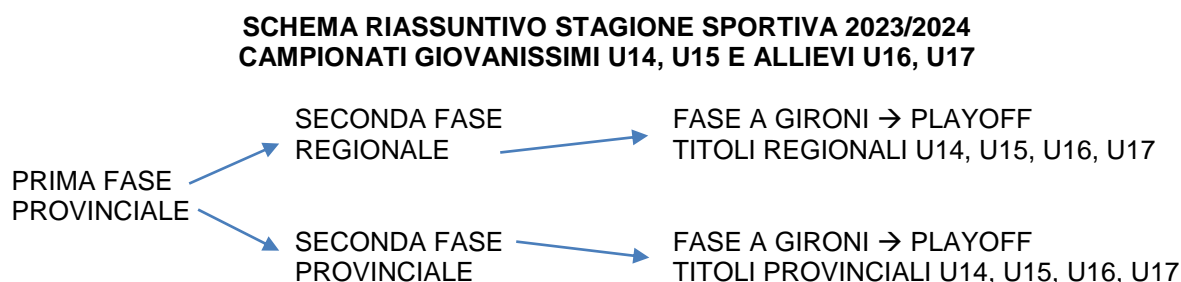 SCHEMA RIASSUNTIVO STAGIONE SPORTIVA 2023/2024
CAMPIONATI GIOVANISSIMI U14, U15 E ALLIEVI U16, U17
SECONDA FASE
REGIONALE
FASE A GIRONI → PLAYOFF
TITOLI REGIONALI U14, U15, U16, U17
PRIMA FASE
PROVINCIALE
SECONDA FASE
PROVINCIALE
FASE A GIRONI → PLAYOFF
TITOLI PROVINCIALI U14, U15, U16, U17